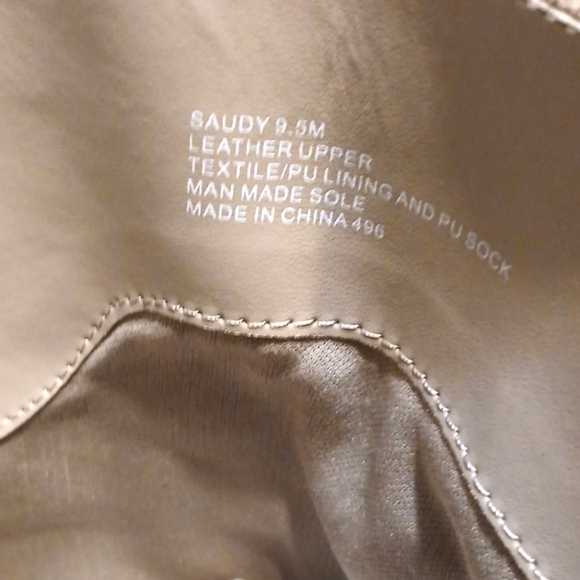 SAUDY 9.5M
LEATHER UPPER
TEXTILE/PU LINING AND PU SOCK
MAN MADE SOLE
MADE IN CHINA 496